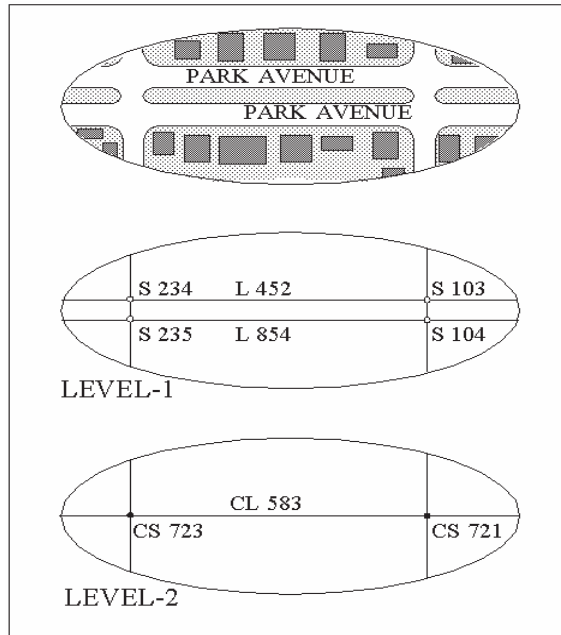 PARK AVENUE
PARK AVENUE
S 234 L 452 S 103
S 235 L 854 S 104
LEVEL-1
CL 583
CS 723 CS 721
LEVEL-2